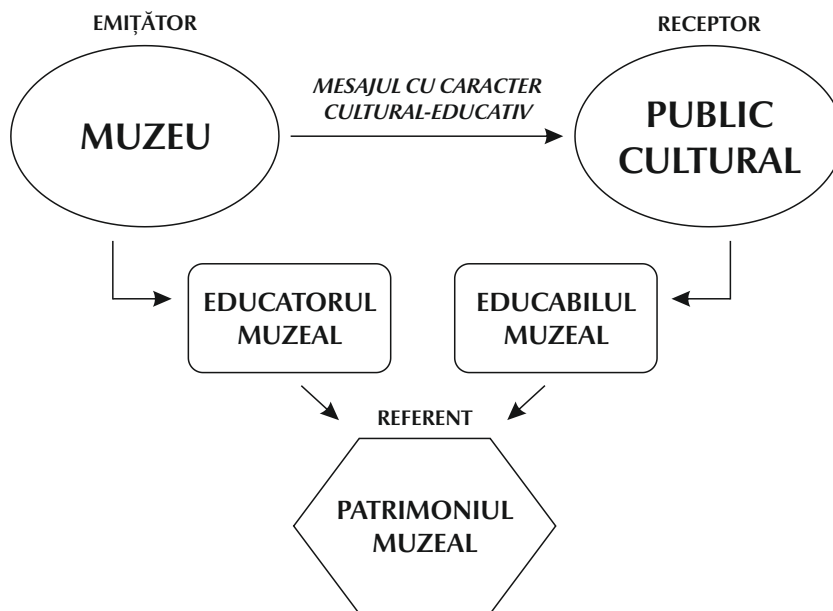 EMIȚĂTOR
RECEPTOR
MUZEU
MESAJUL CU CARACTER
CULTURAL-EDUCATIV
PUBLIC
CULTURAL
EDUCATORUL
MUZEAL
EDUCABILUL
MUZEAL
REFERENT
PATRIMONIUL
MUZEAL